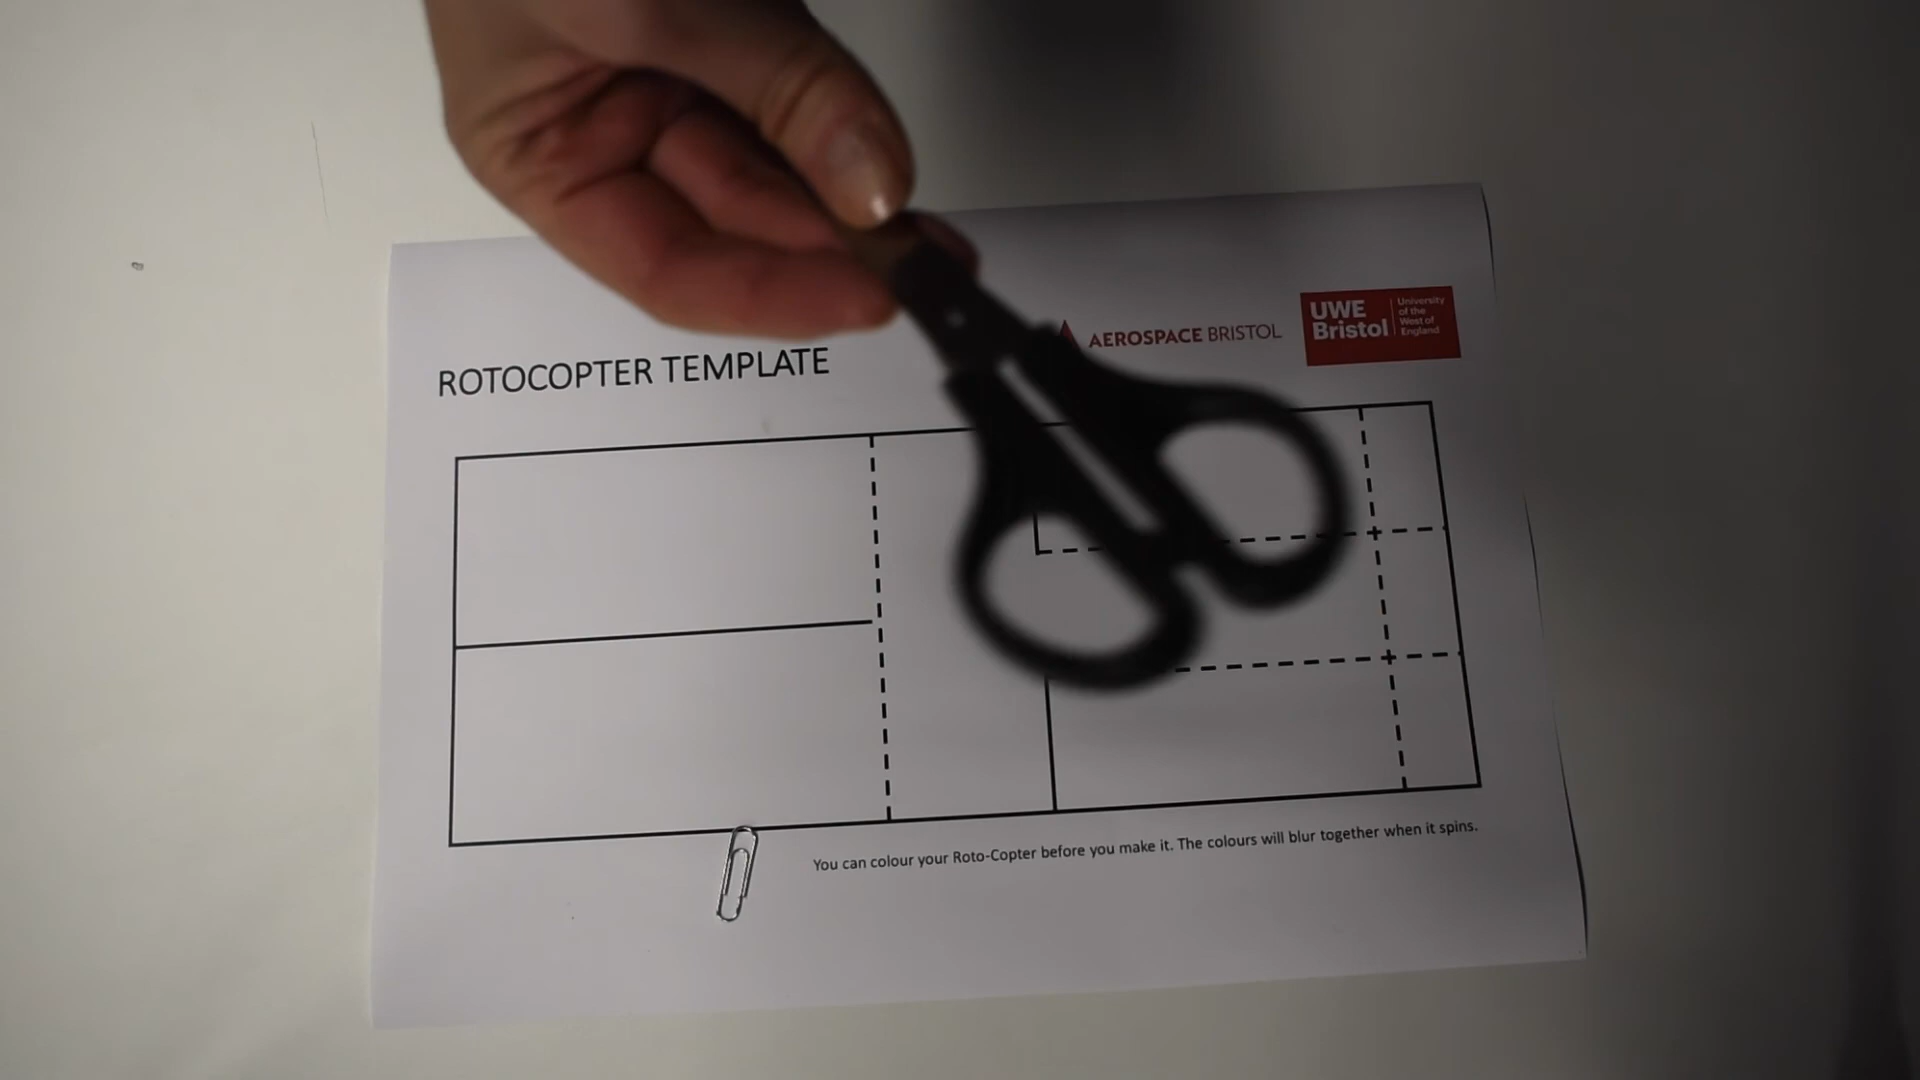 AEROSPACE BRISTOL
UWE Bristol
University of the West of England
ROTOCOPTER TEMPLATE
You can colour your Roto-Copter before you make it. The colours will blur together when it spins.